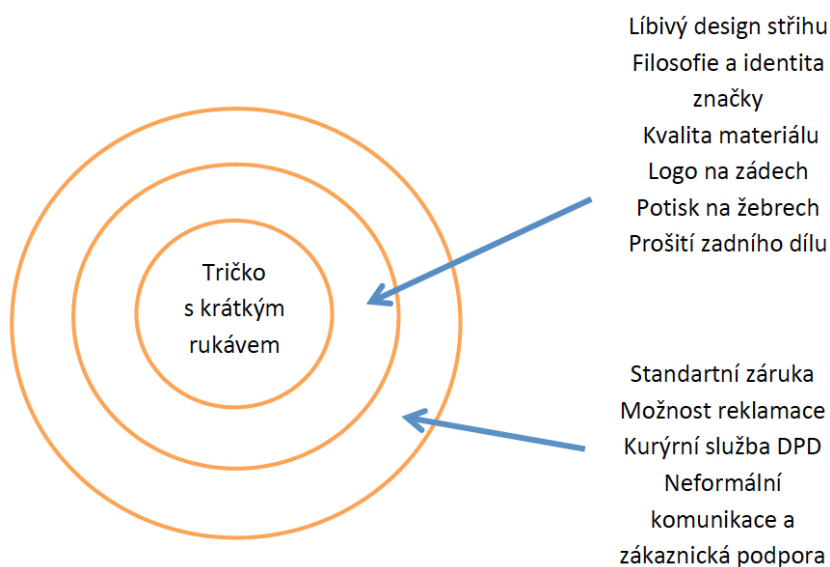 Líbivý design střihu
Filosofie a identita
značky
Kvalita materiálu
Logo na zádech
Potisk na žebrech
Prošití zadního dílu
Tričko
s krátkým
rukávem
Standartní záruka
Možnost reklamace
Kurýrní služba DPD
Neformální
komunikace a
zákaznická podpora